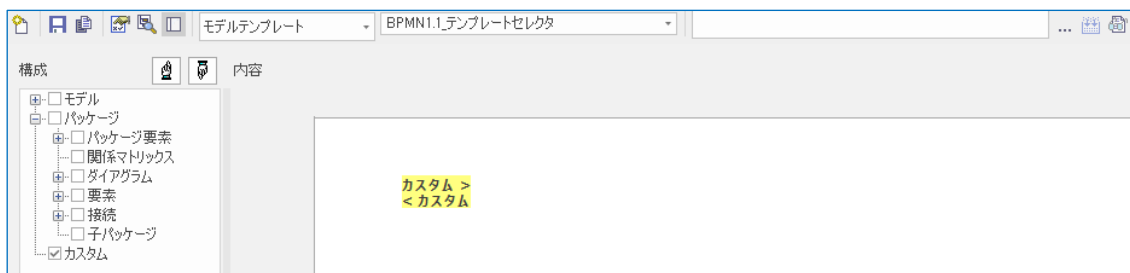 モデルテンプレート
BPMN1.1_テンプレートセレクタ
...
構成
内容
モデル
パッケージ
パッケージ要素
関係マトリックス
ダイアグラム
要素
接続
子パッケージ
カスタム
カスタム >
< カスタム